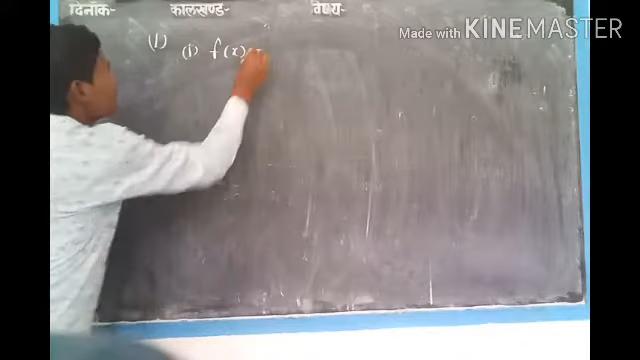 दिनांक- कालखण्ड- विषय-
Made with KINEMASTER
(1)
(i) f(x)